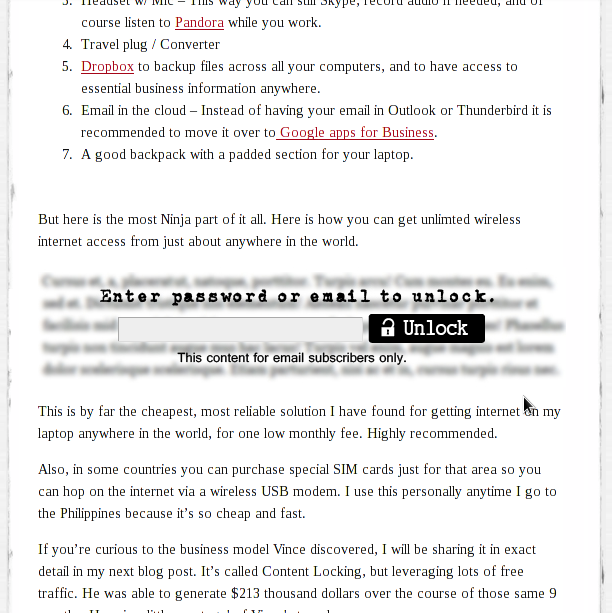 3. Headset w/ Mic – This way you can still Skype, record audio if needed, and of
course listen to Pandora while you work.
4. Travel plug / Converter
5. Dropbox to backup files across all your computers, and to have access to
essential business information anywhere.
6. Email in the cloud – Instead of having your email in Outlook or Thunderbird it is
recommended to move it over to Google apps for Business.
7. A good backpack with a padded section for your laptop.
But here is the most Ninja part of it all. Here is how you can get unlimted wireless
internet access from just about anywhere in the world.
Enter password or email to unlock.
Unlock
This content for email subscribers only.
This is by far the cheapest, most reliable solution I have found for getting internet on my
laptop anywhere in the world, for one low monthly fee. Highly recommended.
Also, in some countries you can purchase special SIM cards just for that area so you
can hop on the internet via a wireless USB modem. I use this personally anytime I go to
the Philippines because it's so cheap and fast.
If you're curious to the business model Vince discovered, I will be sharing it in exact
detail in my next blog post. It's called Content Locking, but leveraging lots of free
traffic. He was able to generate $213 thousand dollars over the course of those same 9